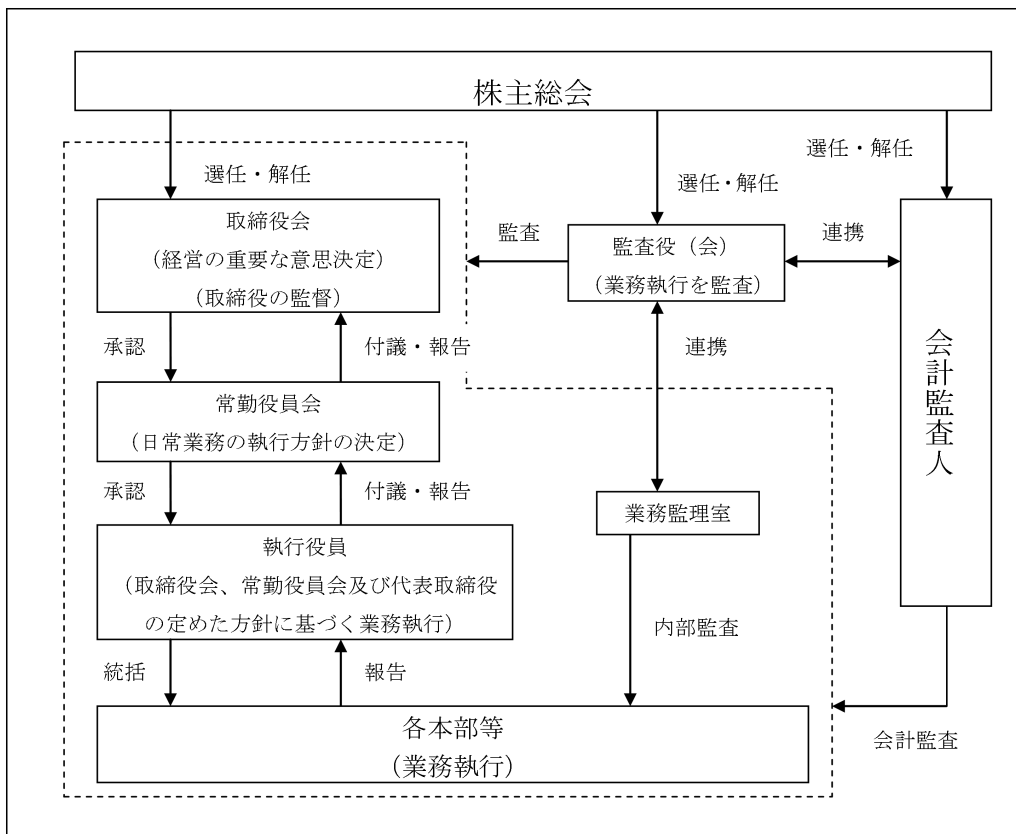 株主総会
選任・解任
選任・解任
選任・解任
取締役会
（経営の重要な意思決定）
（取締役の監督）
監査
監査役（会）
（業務執行を監査）
連携
承認
付議・報告
連携
会計監査人
常勤役員会
（日常業務の執行方針の決定）
承認
付議・報告
業務監理室
執行役員
（取締役会、常勤役員会及び代表取締役
の定めた方針に基づく業務執行）
内部監査
統括
報告
各本部等
（業務執行）
会計監査